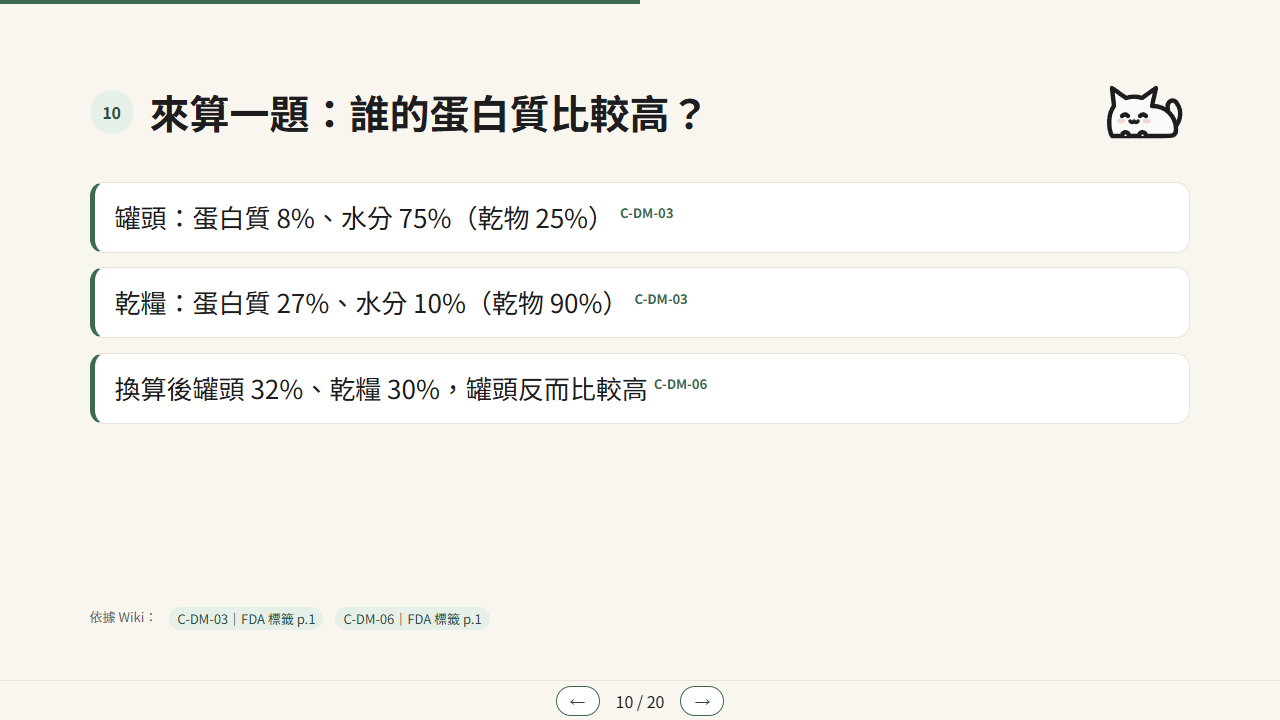 10
來算一題：誰的蛋白質比較高？
罐頭：蛋白質 8%、水分 75%（乾物 25%） C-DM-03
乾糧：蛋白質 27%、水分 10%（乾物 90%） C-DM-03
換算後罐頭 32%、乾糧 30%，罐頭反而比較高 C-DM-06
依據 Wiki： C-DM-03｜FDA 標籤 p.1 C-DM-06｜FDA 標籤 p.1
← 10 / 20 →